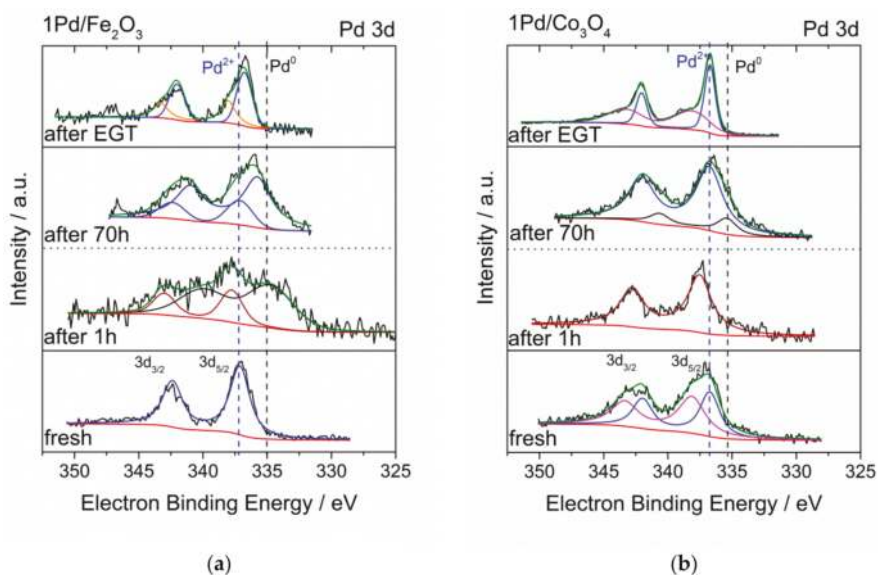 1Pd/Fe₂O₃ Pd 3d
Pd²⁺ Pd⁰
after EGT
after 70h
after 1h
3d₃/₂ 3d₅/₂
fresh
Intensity / a.u.
350 345 340 335 330 325
Electron Binding Energy / eV
(a)
1Pd/Co₃O₄ Pd 3d
Pd²⁺ Pd⁰
after EGT
after 70h
after 1h
3d₃/₂ 3d₅/₂
fresh
Intensity / a.u.
350 345 340 335 330 325
Electron Binding Energy / eV
(b)